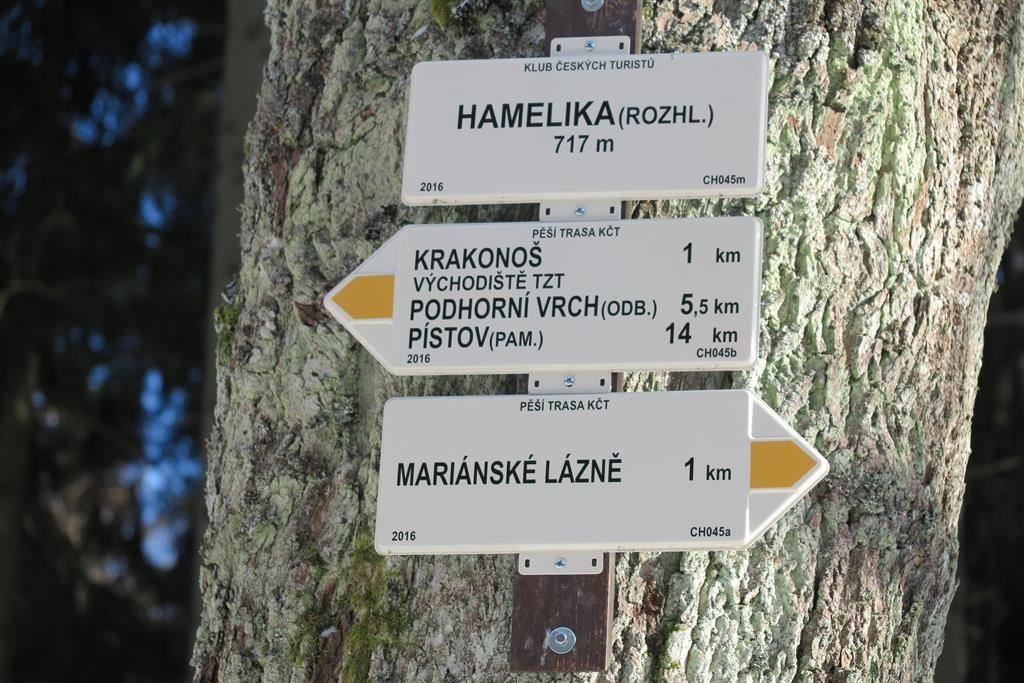 KLUB ČESKÝCH TURISTŮ
HAMELIKA (ROZHL.)
717 m
2016 CH045m
PĚŠÍ TRASA KČT
KRAKONOŠ 1 km
VÝCHODIŠTĚ TZT
PODHORNÍ VRCH (ODB.) 5,5 km
PÍSTOV (PAM.) 14 km
2016 CH045b
PĚŠÍ TRASA KČT
MARIÁNSKÉ LÁZNĚ 1 km
2016 CH045a